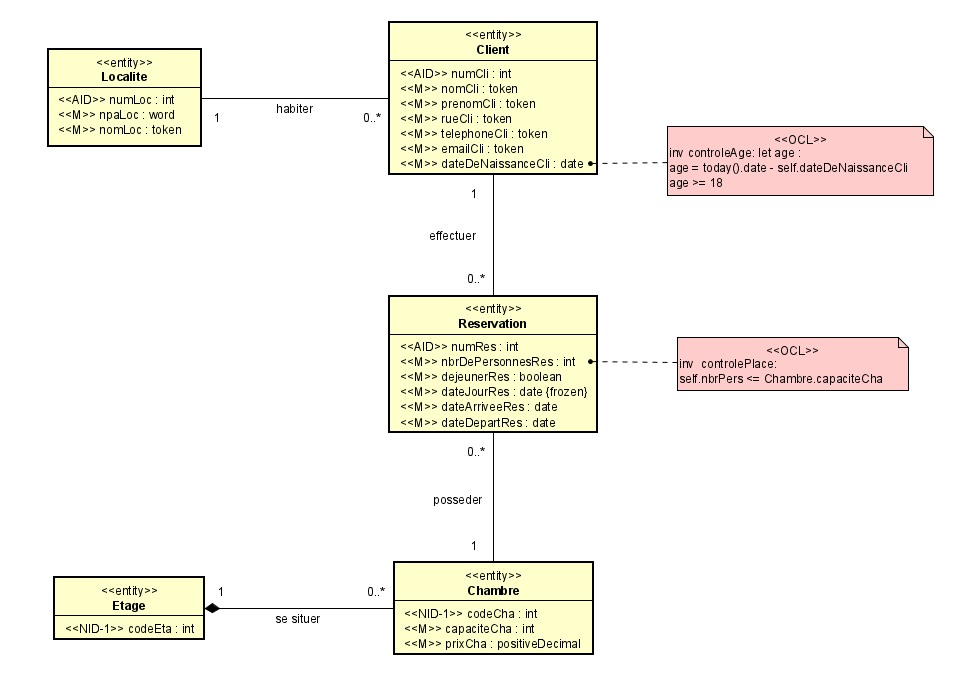 <<entity>>
Localite
<<AID>> numLoc : int
<<M>> npaLoc : word
<<M>> nomLoc : token
1
habiter
0..*
<<entity>>
Client
<<AID>> numCli : int
<<M>> nomCli : token
<<M>> prenomCli : token
<<M>> rueCli : token
<<M>> telephoneCli : token
<<M>> emailCli : token
<<M>> dateDeNaissanceCli : date
<<OCL>>
inv controleAge: let age :
age = today().date - self.dateDeNaissanceCli
age >= 18
1
effectuer
0..*
<<entity>>
Reservation
<<AID>> numRes : int
<<M>> nbrDePersonnesRes : int
<<M>> dejeunerRes : boolean
<<M>> dateJourRes : date {frozen}
<<M>> dateArriveeRes : date
<<M>> dateDepartRes : date
<<OCL>>
inv controlePlace:
self.nbrPers <= Chambre.capaciteCha
0..*
posseder
1
<<entity>>
Etage
<<NID-1>> codeEta : int
1
se situer
0..*
<<entity>>
Chambre
<<NID-1>> codeCha : int
<<M>> capaciteCha : int
<<M>> prixCha : positiveDecimal